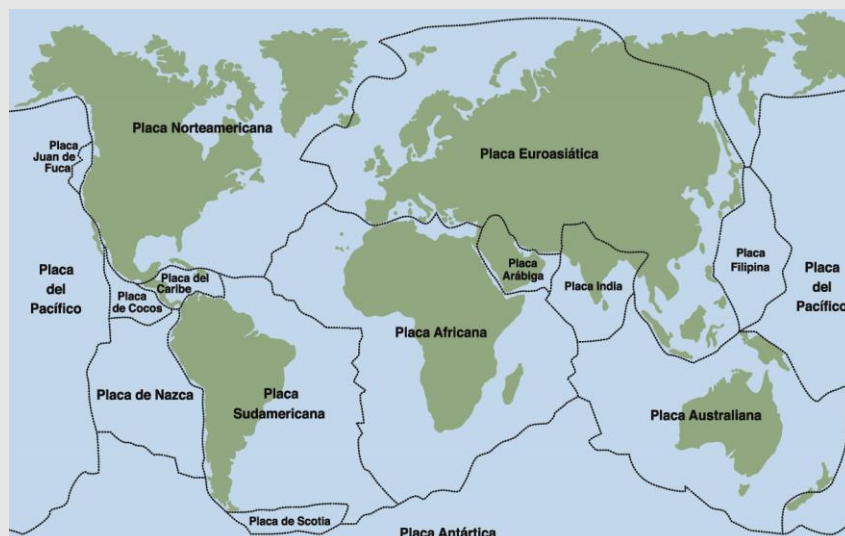 Placa Norteamericana
Placa
Juan de
Fuca
Placa Euroasiática
Placa
del
Pacífico
Placa del
Caribe
Placa
de Cocos
Placa
Arábiga
Placa India
Placa
Filipina
Placa
del
Pacífico
Placa Africana
Placa de Nazca
Placa
Sudamericana
Placa Australiana
Placa de Scotia
Placa Antártica